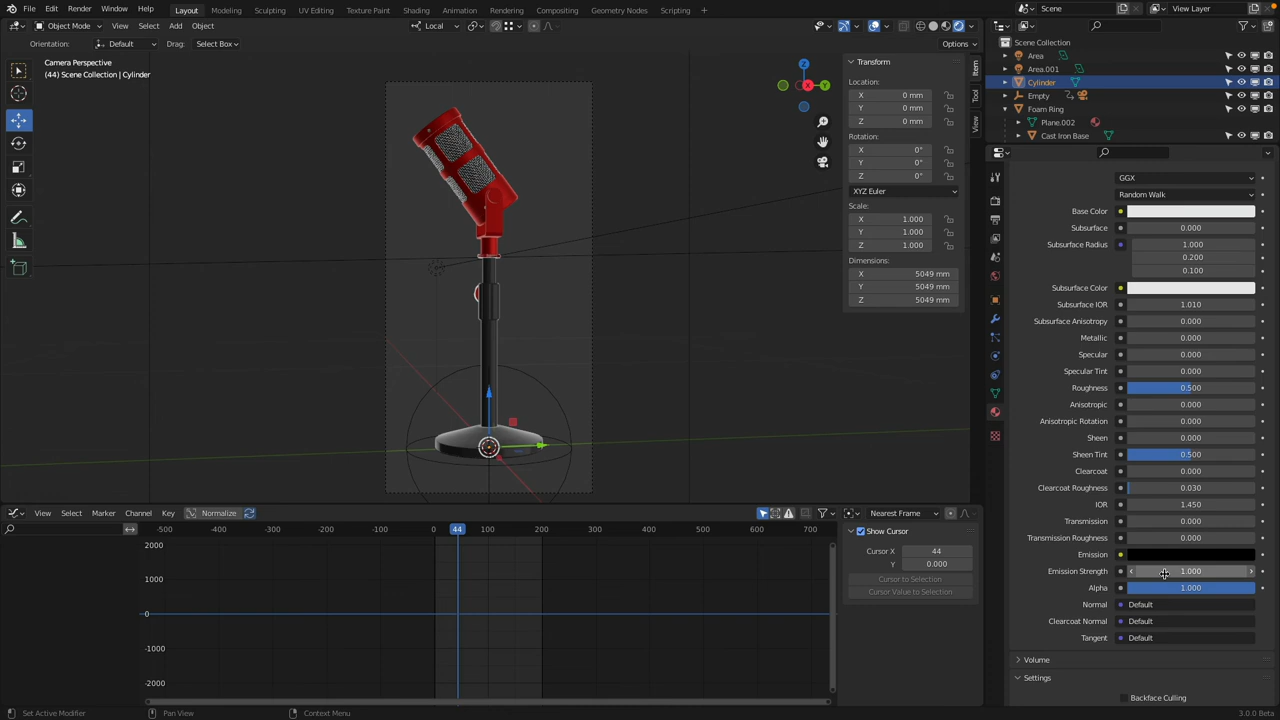 File Edit Render Window Help Layout Modeling Sculpting UV Editing Texture Paint Shading Animation Rendering Compositing Geometry Nodes Scripting Scene View Layer
Object Mode View Select Add Object Local Options
Orientation: Default Drag: Select Box
Camera Perspective
(44) Scene Collection | Cylinder
Transform
Location:
X 0 mm
Y 0 mm
Z 0 mm
Rotation:
X 0°
Y 0°
Z 0°
XYZ Euler
Scale:
X 1.000
Y 1.000
Z 1.000
Dimensions:
X 5049 mm
Y 5049 mm
Z 5049 mm
Item
Tool
View
Z
X
Y
Scene Collection
Area
Area.001
Cylinder
Empty
Foam Ring
Plane.002
Cast Iron Base
GGX
Random Walk
Base Color
Subsurface 0.000
Subsurface Radius 1.000
0.200
0.100
Subsurface Color
Subsurface IOR 1.010
Subsurface Anisotropy 0.000
Metallic 0.000
Specular 0.000
Specular Tint 0.000
Roughness 0.500
Anisotropic 0.000
Anisotropic Rotation 0.000
Sheen 0.000
Sheen Tint 0.500
Clearcoat 0.000
Clearcoat Roughness 0.030
IOR 1.450
Transmission 0.000
Transmission Roughness 0.000
Emission
Emission Strength 1.000
Alpha 1.000
Normal Default
Clearcoat Normal Default
Tangent Default
Volume
Settings
Backface Culling
View Select Marker Channel Key Normalize Nearest Frame
-500 -400 -300 -200 -100 0 44 100 200 300 400 500 600 700
2000
1000
0
-1000
-2000
Show Cursor
Cursor X 44
Y 0.000
Cursor to Selection
Cursor Value to Selection
Set Active Modifier Pan View Context Menu 3.0.0 Beta